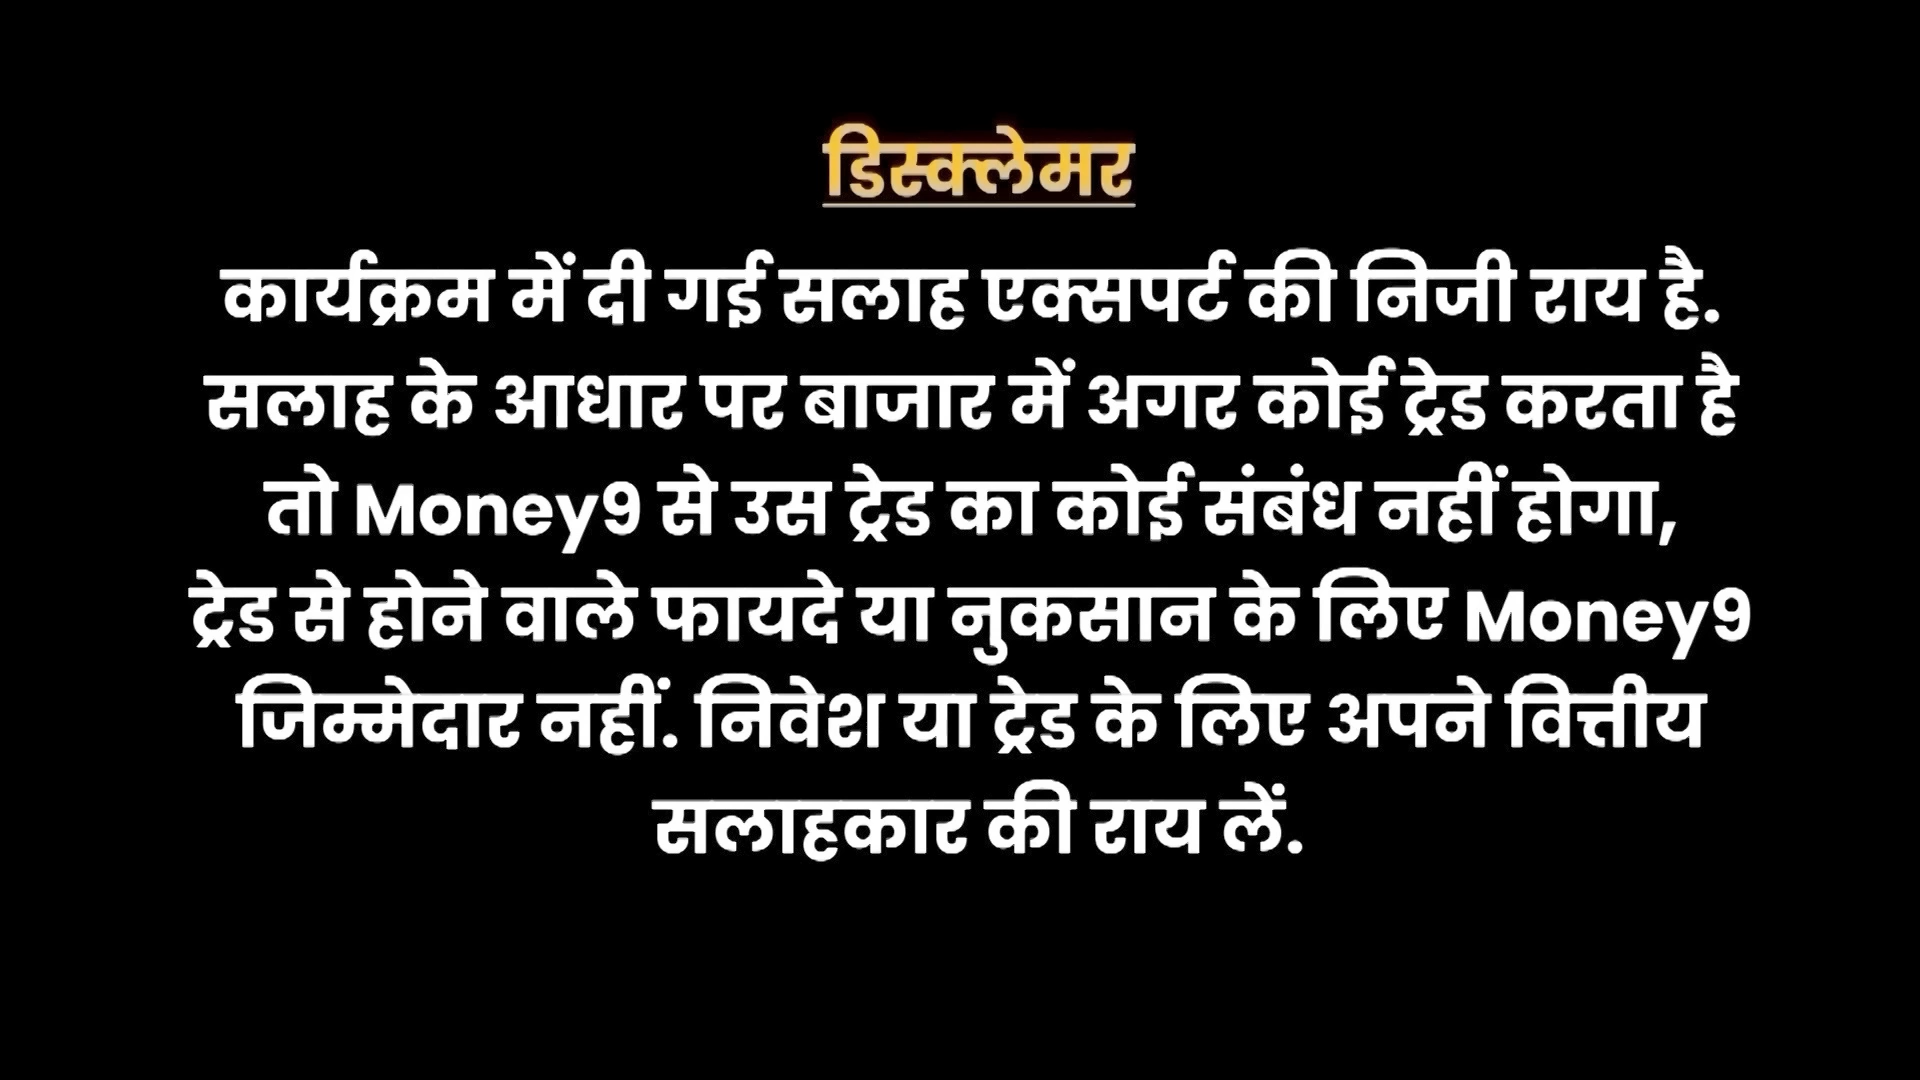 डिस्क्लेमर
कार्यक्रम में दी गई सलाह एक्सपर्ट की निजी राय है.
सलाह के आधार पर बाजार में अगर कोई ट्रेड करता है
तो Money9 से उस ट्रेड का कोई संबंध नहीं होगा,
ट्रेड से होने वाले फायदे या नुकसान के लिए Money9
जिम्मेदार नहीं. निवेश या ट्रेड के लिए अपने वित्तीय
सलाहकार की राय लें.